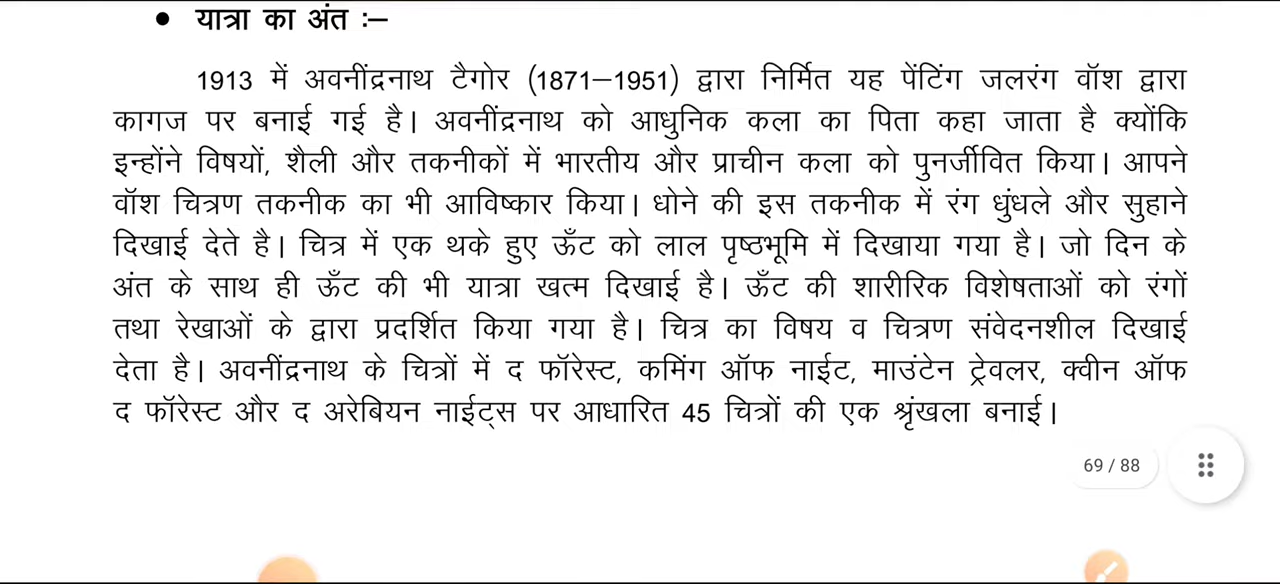 • यात्रा का अंत :–
1913 में अवनींद्रनाथ टैगोर (1871–1951) द्वारा निर्मित यह पेंटिंग जलरंग वॉश द्वारा
कागज पर बनाई गई है। अवनींद्रनाथ को आधुनिक कला का पिता कहा जाता है क्योंकि
इन्होंने विषयों, शैली और तकनीकों में भारतीय और प्राचीन कला को पुनर्जीवित किया। आपने
वॉश चित्रण तकनीक का भी आविष्कार किया। धोने की इस तकनीक में रंग धुंधले और सुहाने
दिखाई देते है। चित्र में एक थके हुए ऊँट को लाल पृष्ठभूमि में दिखाया गया है। जो दिन के
अंत के साथ ही ऊँट की भी यात्रा खत्म दिखाई है। ऊँट की शारीरिक विशेषताओं को रंगों
तथा रेखाओं के द्वारा प्रदर्शित किया गया है। चित्र का विषय व चित्रण संवेदनशील दिखाई
देता है। अवनींद्रनाथ के चित्रों में द फॉरेस्ट, कमिंग ऑफ नाईट, माउंटेन ट्रेवलर, क्वीन ऑफ
द फॉरेस्ट और द अरेबियन नाईट्स पर आधारित 45 चित्रों की एक श्रृंखला बनाई।
69 / 88